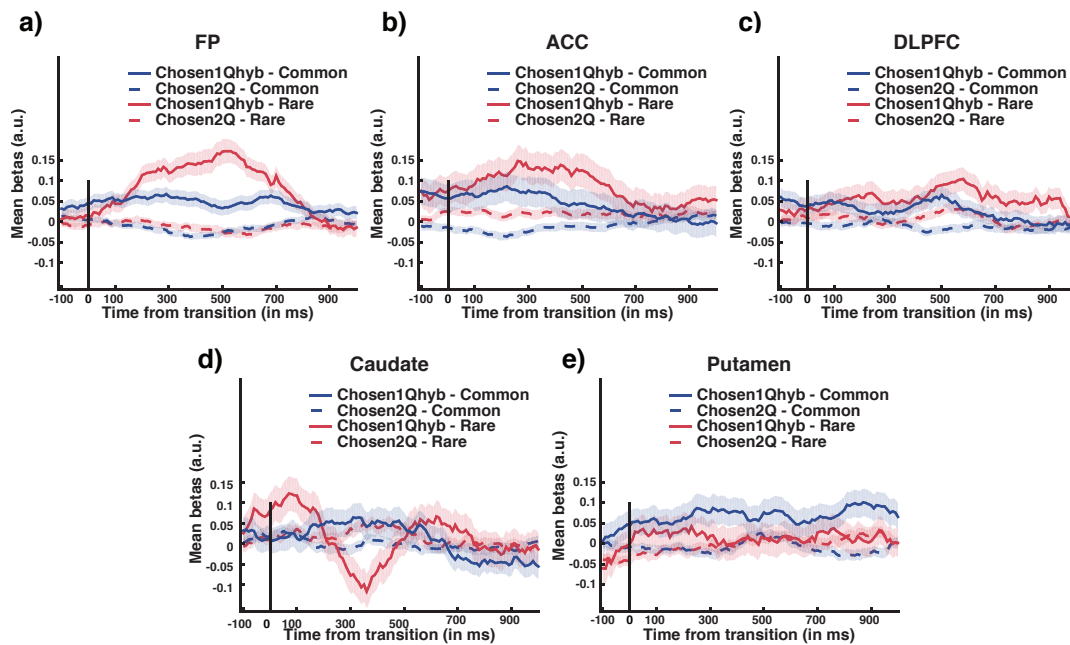 a)
FP
Chosen1Qhyb - Common
Chosen2Q - Common
Chosen1Qhyb - Rare
Chosen2Q - Rare
Mean betas (a.u.)
0.15
0.1
0.05
0
-0.05
-0.1
-100 0 100 300 500 700 900
Time from transition (in ms)
b)
ACC
Chosen1Qhyb - Common
Chosen2Q - Common
Chosen1Qhyb - Rare
Chosen2Q - Rare
Mean betas (a.u.)
0.15
0.1
0.05
0
-0.05
-0.1
-100 0 100 300 500 700 900
Time from transition (in ms)
c)
DLPFC
Chosen1Qhyb - Common
Chosen2Q - Common
Chosen1Qhyb - Rare
Chosen2Q - Rare
Mean betas (a.u.)
0.15
0.1
0.05
0
-0.05
-0.1
-100 0 100 300 500 700 900
Time from transition (in ms)
d)
Caudate
Chosen1Qhyb - Common
Chosen2Q - Common
Chosen1Qhyb - Rare
Chosen2Q - Rare
Mean betas (a.u.)
0.15
0.1
0.05
0
-0.05
-0.1
-100 0 100 300 500 700 900
Time from transition (in ms)
e)
Putamen
Chosen1Qhyb - Common
Chosen2Q - Common
Chosen1Qhyb - Rare
Chosen2Q - Rare
Mean betas (a.u.)
0.15
0.1
0.05
0
-0.05
-0.1
-100 0 100 300 500 700 900
Time from transition (in ms)